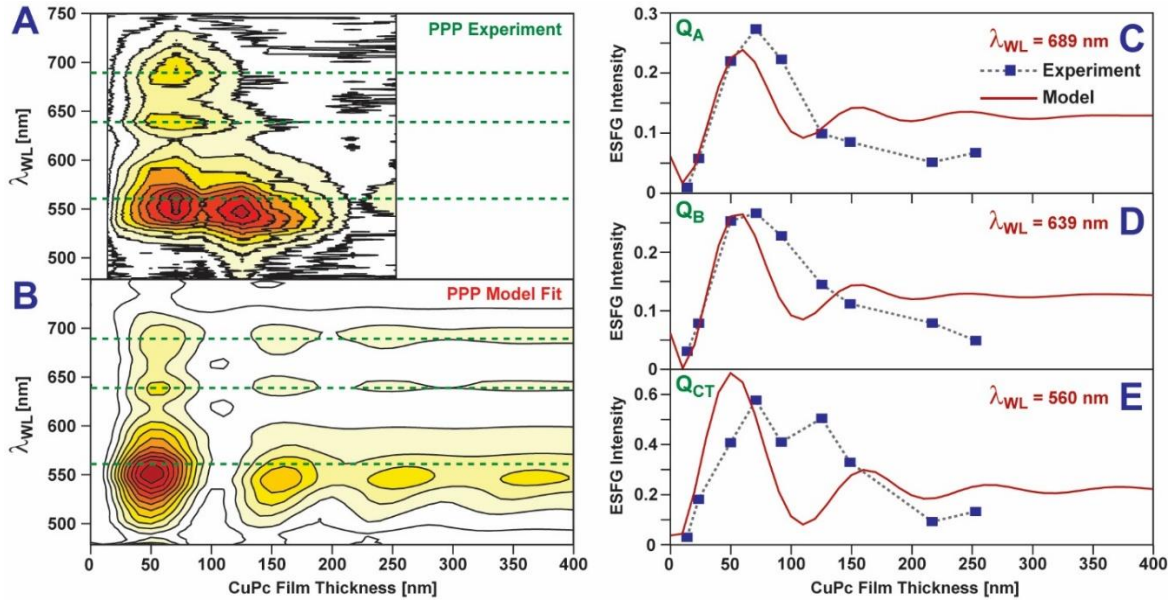 A
PPP Experiment
750
700
650
600
550
500
λWL [nm]
B
PPP Model Fit
700
650
600
550
500
λWL [nm]
0 50 100 150 200 250 300 350 400
CuPc Film Thickness [nm]
QA
λWL = 689 nm
C
Experiment
Model
0.3
0.2
0.1
0
ESFG Intensity
QB
λWL = 639 nm
D
0.2
0.1
0
ESFG Intensity
QCT
λWL = 560 nm
E
0.6
0.4
0.2
0
ESFG Intensity
0 50 100 150 200 250 300 350 400
CuPc Film Thickness [nm]